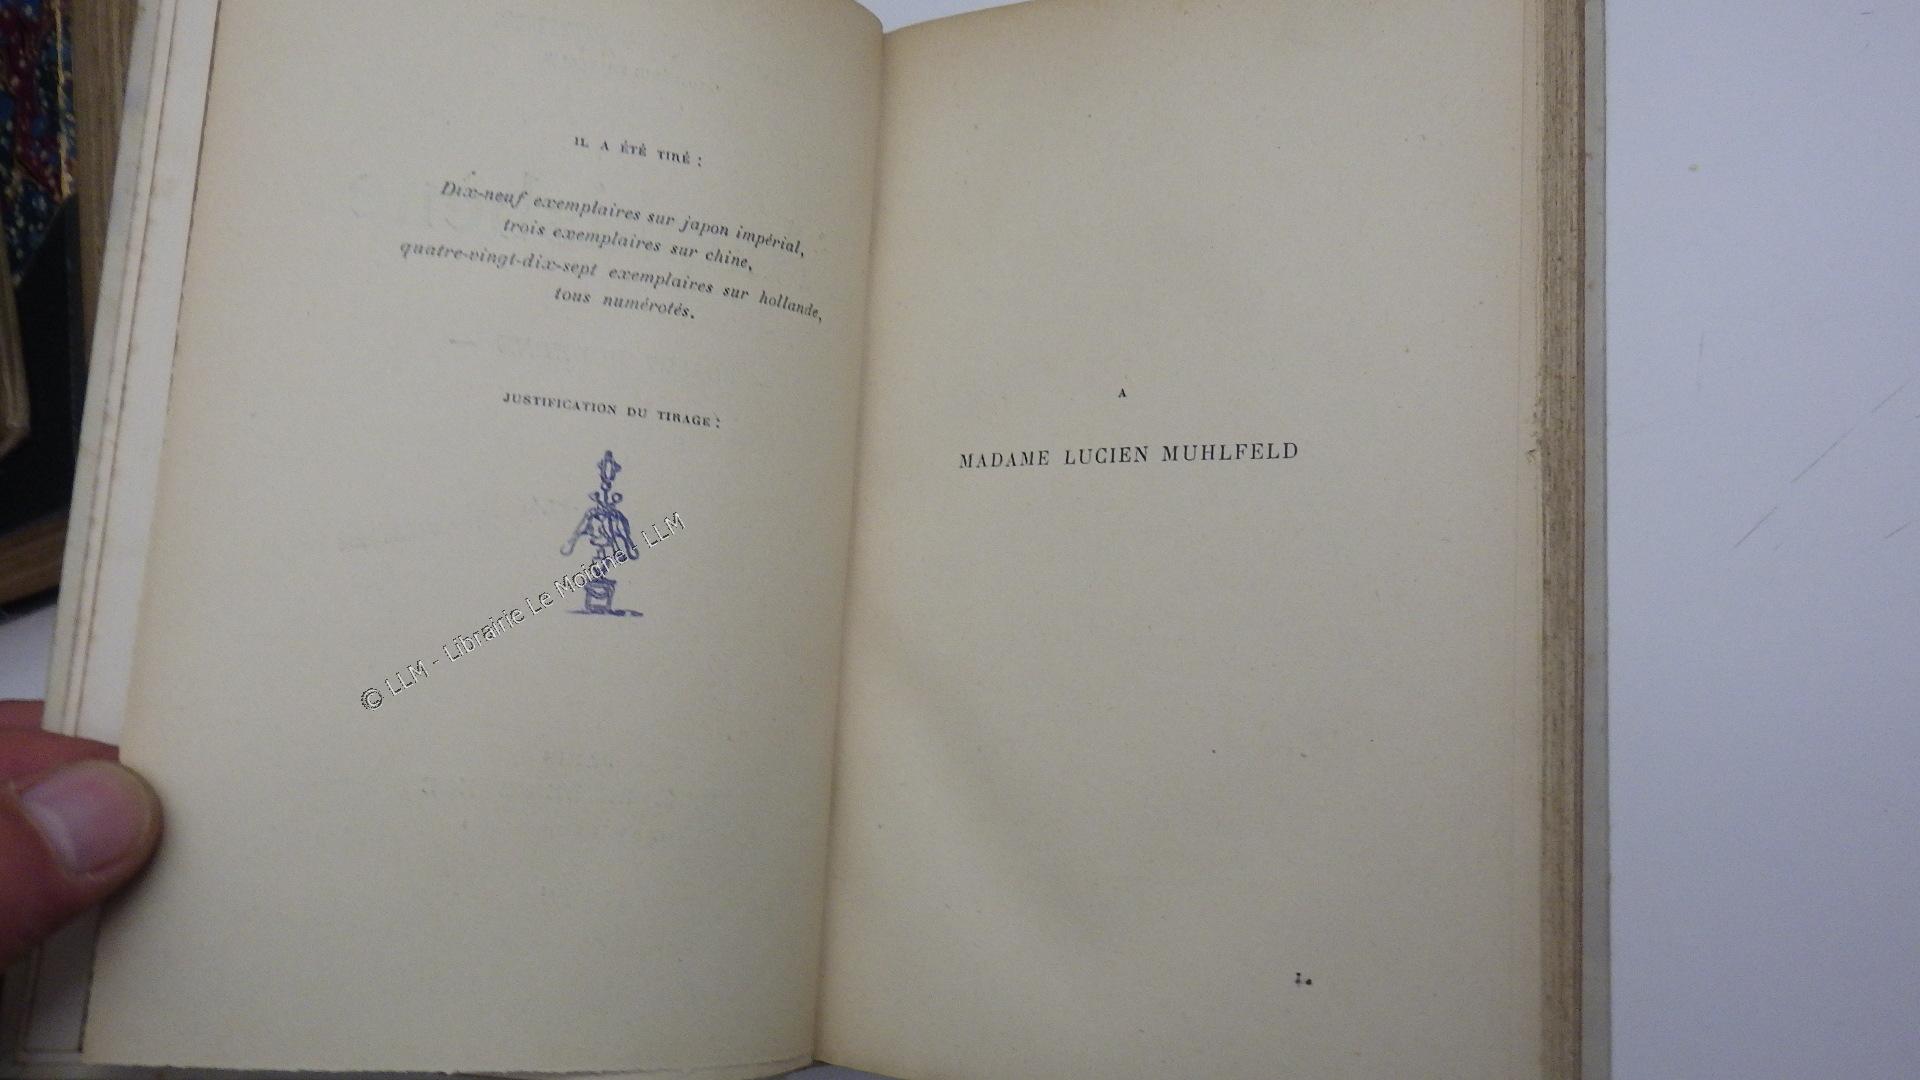 IL A ÉTÉ TIRÉ :
Dix-neuf exemplaires sur japon impérial,
trois exemplaires sur chine,
quatre-vingt-dix-sept exemplaires sur hollande,
tous numérotés.
JUSTIFICATION DU TIRAGE :
© LLM - Librairie Le Moigne - LLM
A
MADAME LUCIEN MUHLFELD